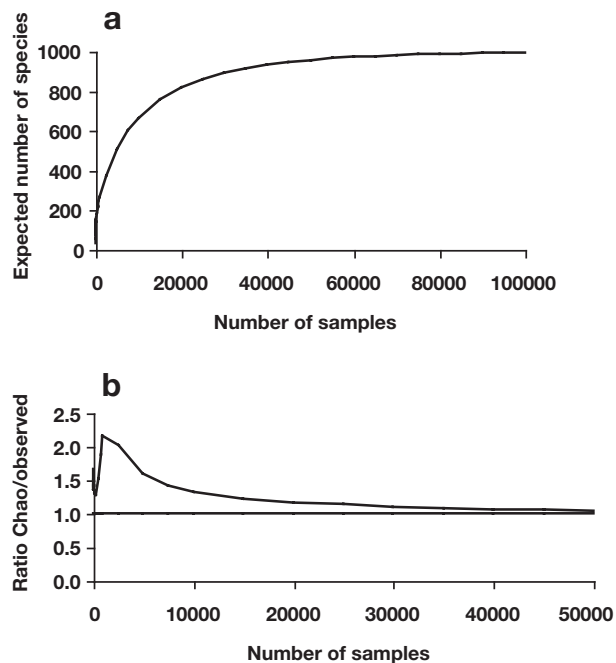 a
Expected number of species
1000
800
600
400
200
0
0 20000 40000 60000 80000 100000
Number of samples
b
Ratio Chao/observed
2.5
2.0
1.5
1.0
0.5
0.0
0 10000 20000 30000 40000 50000
Number of samples